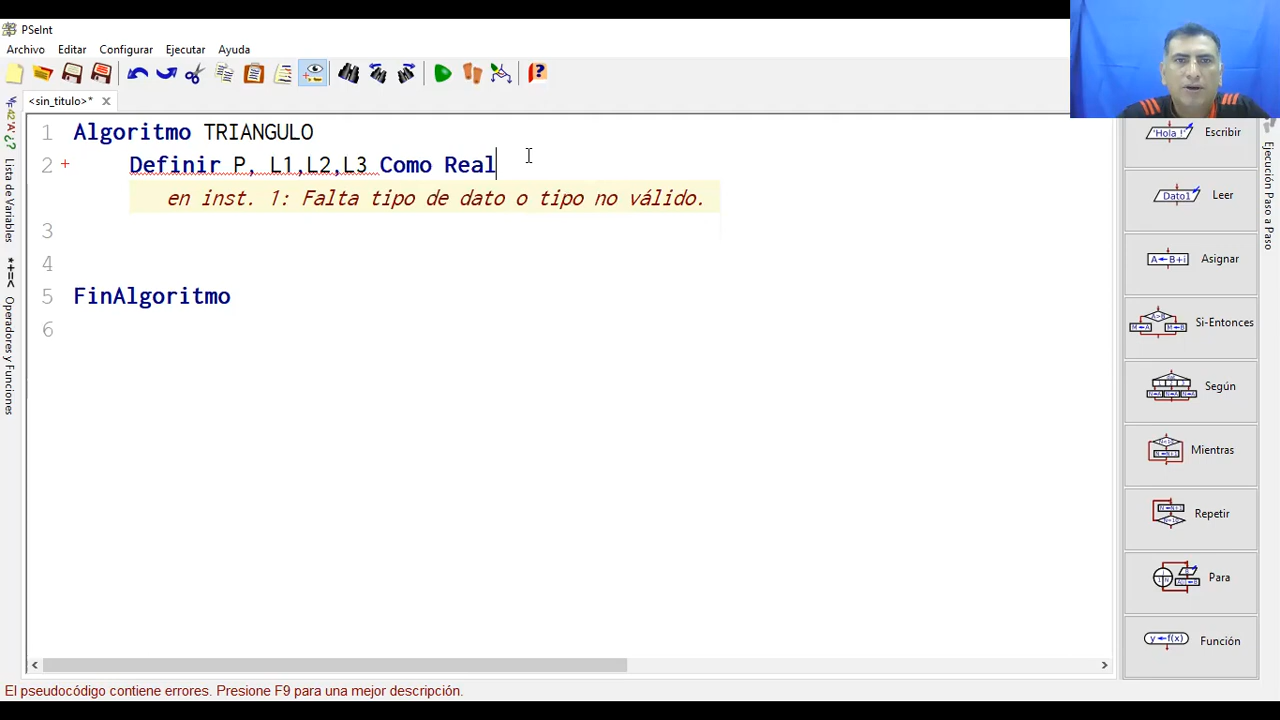 PSeInt
Archivo Editar Configurar Ejecutar Ayuda
<sin_titulo>*
1 Algoritmo TRIANGULO
2 + Definir P, L1,L2,L3 Como Real
en inst. 1: Falta tipo de dato o tipo no válido.
3
4
5 FinAlgoritmo
6
Lista de Variables
*+=< Operadores y Funciones
'Hola !' Escribir
Dato1 Leer
A←B+i Asignar
Si-Entonces
Según
Mientras
Repetir
Para
y←f(x) Función
Ejecución Paso a Paso
El pseudocódigo contiene errores. Presione F9 para una mejor descripción.